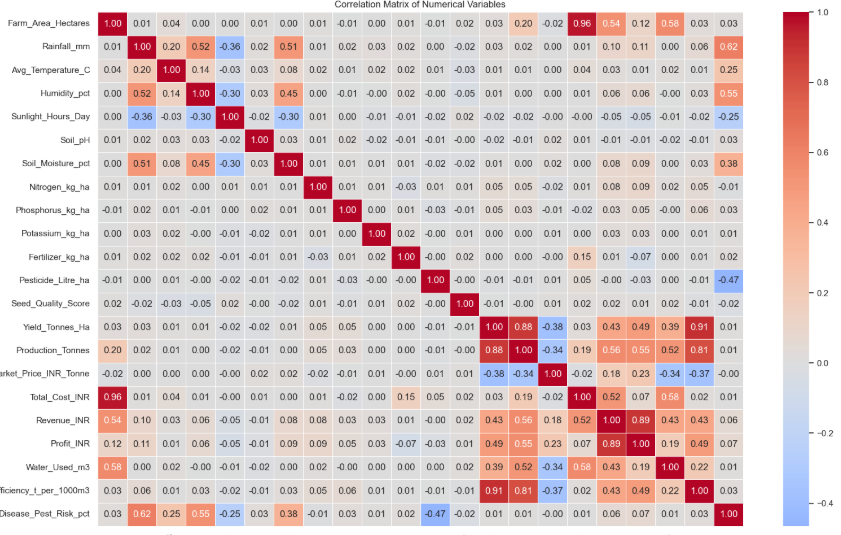 Correlation Matrix of Numerical Variables
Farm_Area_Hectares 1.00 0.01 0.04 0.00 0.00 0.01 0.00 0.01 -0.01 0.00 0.01 -0.01 0.02 0.03 0.20 -0.02 0.96 0.54 0.12 0.58 0.03 0.03
Rainfall_mm 0.01 1.00 0.20 0.52 -0.36 0.02 0.51 0.01 0.02 0.03 0.02 0.00 -0.02 0.03 0.02 0.00 0.01 0.10 0.11 0.00 0.06 0.62
Avg_Temperature_C 0.04 0.20 1.00 0.14 -0.03 0.03 0.08 0.02 0.01 0.02 0.02 0.01 -0.03 0.01 0.01 0.00 0.04 0.03 0.01 0.02 0.01 0.25
Humidity_pct 0.00 0.52 0.14 1.00 -0.30 0.03 0.45 0.00 -0.01 -0.00 0.02 -0.00 -0.05 0.01 0.00 0.00 -0.01 0.06 0.06 -0.00 0.03 0.55
Sunlight_Hours_Day 0.00 -0.36 -0.03 -0.30 1.00 -0.02 -0.30 0.01 0.00 -0.01 -0.01 -0.01 0.02 -0.02 -0.00 -0.00 -0.00 -0.05 -0.05 -0.01 -0.02 -0.25
Soil_pH 0.01 0.02 0.03 0.03 -0.02 1.00 0.03 0.01 0.02 -0.02 -0.01 -0.01 -0.00 -0.02 -0.02 0.02 0.00 -0.01 -0.01 -0.02 -0.01 0.03
Soil_Moisture_pct 0.00 0.51 0.08 0.45 -0.30 0.03 1.00 0.01 0.01 0.01 0.01 -0.02 -0.02 0.01 0.00 -0.02 0.00 0.08 0.09 0.00 0.03 0.38
Nitrogen_kg_ha 0.01 0.01 0.02 0.00 0.01 0.01 0.01 1.00 0.01 0.01 -0.03 0.01 0.01 0.05 0.05 -0.02 0.01 0.08 0.09 0.02 0.05 -0.01
Phosphorus_kg_ha -0.01 0.02 0.01 -0.01 0.00 0.02 0.01 0.01 1.00 0.01 0.01 -0.03 -0.01 0.05 0.03 -0.01 -0.02 0.03 0.05 -0.00 0.06 0.03
Potassium_kg_ha 0.00 0.03 0.02 -0.00 -0.01 -0.02 0.01 0.01 0.01 1.00 0.02 -0.00 0.01 0.00 0.00 0.00 -0.00 0.02 0.03 -0.00 0.01 0.01
Fertilizer_kg_ha 0.01 0.02 0.02 0.02 -0.01 -0.01 0.01 -0.03 0.01 0.02 1.00 -0.00 0.02 0.00 -0.00 -0.00 0.15 0.01 -0.07 0.00 0.01 0.02
Pesticide_Litre_ha -0.01 0.00 0.01 -0.00 -0.01 -0.01 -0.02 0.01 -0.03 -0.00 -0.00 1.00 -0.00 -0.01 -0.01 0.01 0.05 -0.00 -0.03 0.00 -0.01 -0.47
Seed_Quality_Score 0.02 -0.02 -0.03 -0.05 0.02 -0.00 -0.02 0.01 -0.01 0.01 0.02 -0.00 1.00 -0.01 -0.00 -0.01 0.02 0.02 0.01 0.02 -0.01 -0.02
Yield_Tonnes_Ha 0.03 0.03 0.01 0.01 -0.02 -0.02 0.01 0.05 0.05 0.00 0.00 -0.01 -0.01 1.00 0.88 -0.38 0.03 0.43 0.49 0.39 0.91 0.01
Production_Tonnes 0.20 0.02 0.01 0.00 -0.00 -0.02 0.00 0.05 0.03 0.00 -0.00 -0.01 -0.00 0.88 1.00 -0.34 0.19 0.56 0.55 0.52 0.81 0.01
arket_Price_INR_Tonne -0.02 0.00 0.00 0.00 -0.00 0.02 -0.02 -0.02 -0.01 0.00 -0.00 0.01 -0.01 -0.38 -0.34 1.00 -0.02 0.18 0.23 -0.34 -0.37 -0.00
Total_Cost_INR 0.96 0.01 0.04 -0.01 -0.00 0.00 0.00 0.01 -0.02 -0.00 0.15 0.05 0.02 0.03 0.19 -0.02 1.00 0.52 0.07 0.58 0.02 0.01
Revenue_INR 0.54 0.10 0.03 0.06 -0.05 -0.01 0.08 0.08 0.03 0.02 0.01 -0.00 0.02 0.43 0.56 0.18 0.52 1.00 0.89 0.43 0.43 0.06
Profit_INR 0.12 0.11 0.01 0.06 -0.05 -0.01 0.09 0.09 0.05 0.03 -0.07 -0.03 0.01 0.49 0.55 0.23 0.07 0.89 1.00 0.19 0.49 0.07
Water_Used_m3 0.58 0.00 0.02 -0.00 -0.01 -0.02 0.00 0.02 -0.00 -0.00 0.00 0.00 0.02 0.39 0.52 -0.34 0.58 0.43 0.19 1.00 0.22 0.01
fficiency_t_per_1000m3 0.03 0.06 0.01 0.03 -0.02 -0.01 0.03 0.05 0.06 0.01 0.01 -0.01 -0.01 0.91 0.81 -0.37 0.02 0.43 0.49 0.22 1.00 0.03
Disease_Pest_Risk_pct 0.03 0.62 0.25 0.55 -0.25 0.03 0.38 -0.01 0.03 0.01 0.02 -0.47 -0.02 0.01 0.01 -0.00 0.01 0.06 0.07 0.01 0.03 1.00
1.0
0.8
0.6
0.4
0.2
0.0
−0.2
−0.4